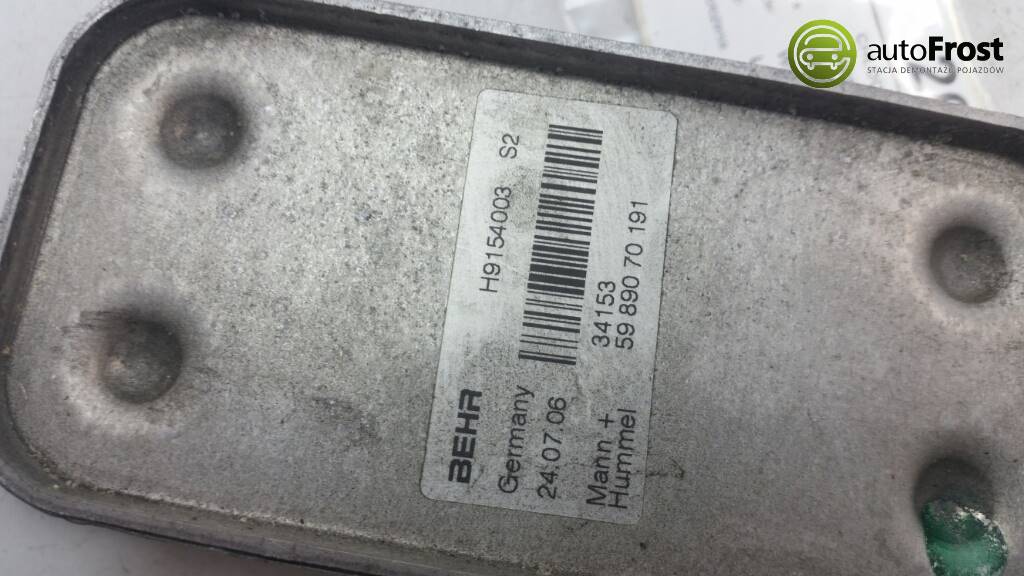 autoFrost
STACJA DEMONTAŻU POJAZDÓW
BEHR H9154003 S2
Germany
24.07.06
Mann + 34153
Hummel 59 890 70 191